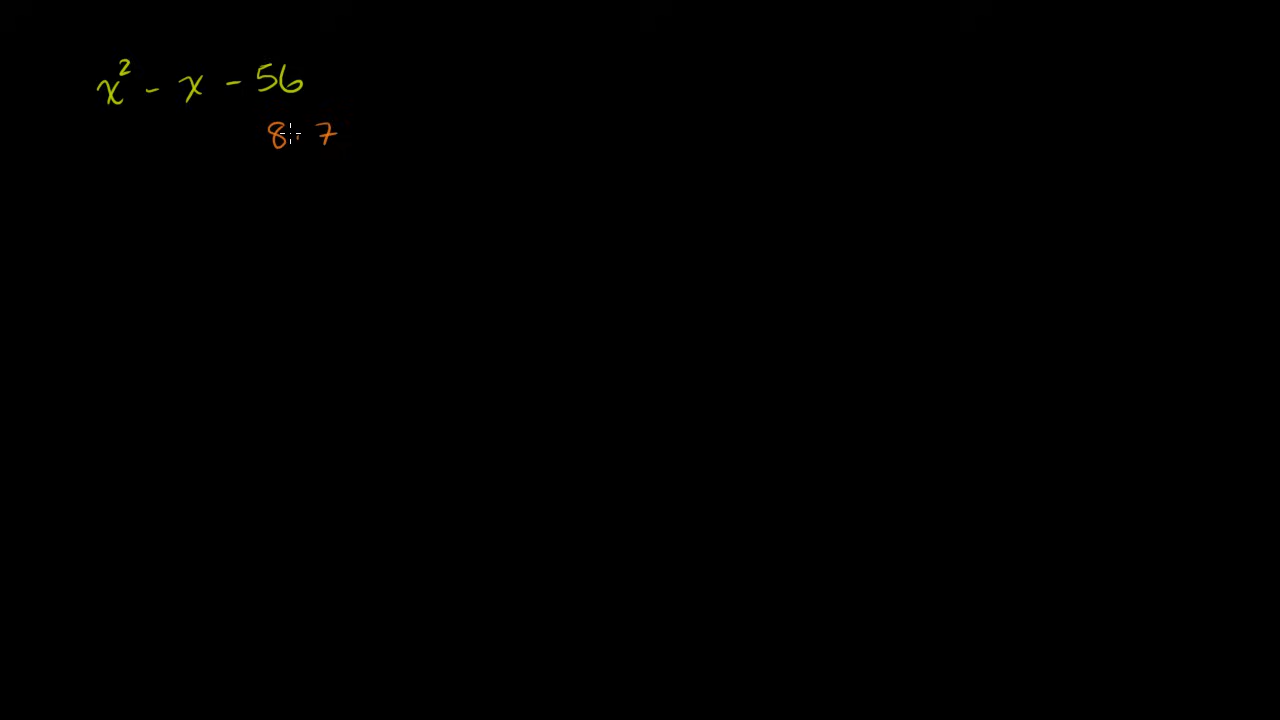 x² - x - 56
8 · 7